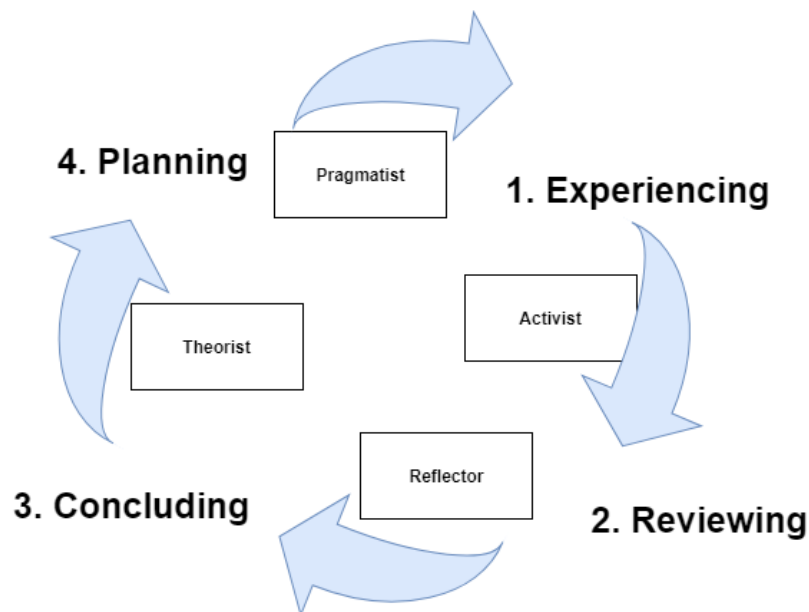 4. Planning
Pragmatist
1. Experiencing
Theorist
Activist
Reflector
3. Concluding
2. Reviewing